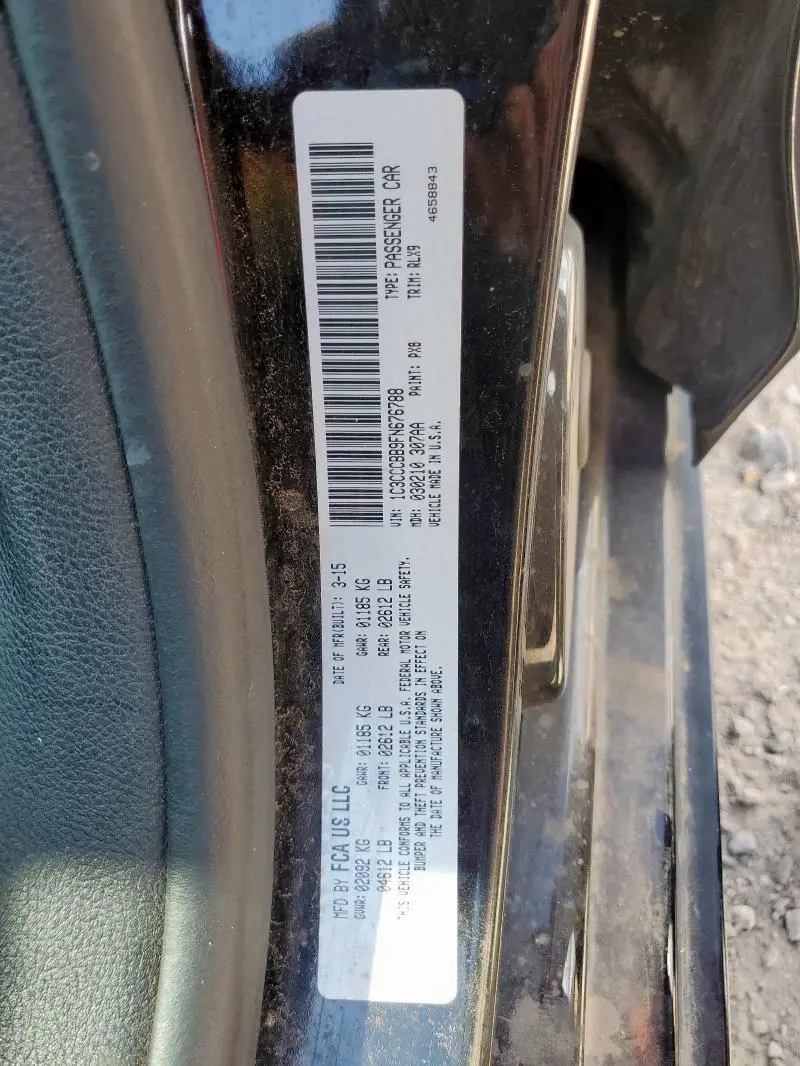 MFD BY FCA US LLC
DATE OF MFR(BUILT): 3-15
GVWR: 02092 KG
GAWR: 01185 KG
GAWR: 01185 KG
04612 LB
FRONT: 02612 LB
REAR: 02612 LB
THIS VEHICLE CONFORMS TO ALL APPLICABLE U.S.A. FEDERAL MOTOR VEHICLE SAFETY,
BUMPER AND THEFT PREVENTION STANDARDS IN EFFECT ON
THE DATE OF MANUFACTURE SHOWN ABOVE.
VIN: 1C3CCCBB9FN676788
TYPE: PASSENGER CAR
MDH: 030210 307AA
PAINT: PX8
TRIM: RLX9
VEHICLE MADE IN U.S.A.
4658843